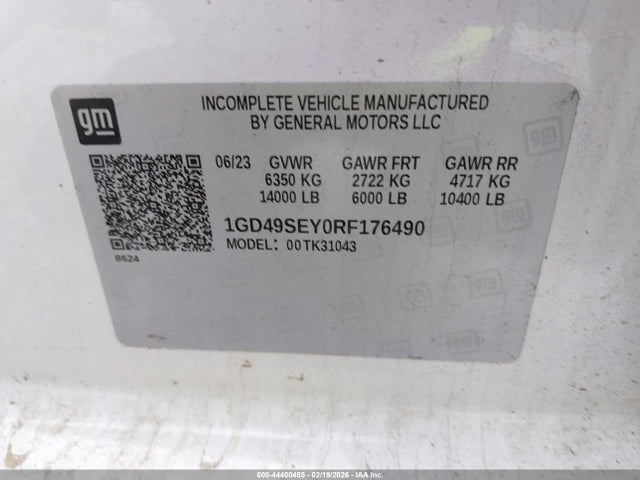 gm
INCOMPLETE VEHICLE MANUFACTURED
BY GENERAL MOTORS LLC
06/23 GVWR GAWR FRT GAWR RR
6350 KG 2722 KG 4717 KG
14000 LB 6000 LB 10400 LB
1GD49SEY0RF176490
MODEL: 00TK31043
8624
000-44400465 - 02/19/2026 - IAA Inc.